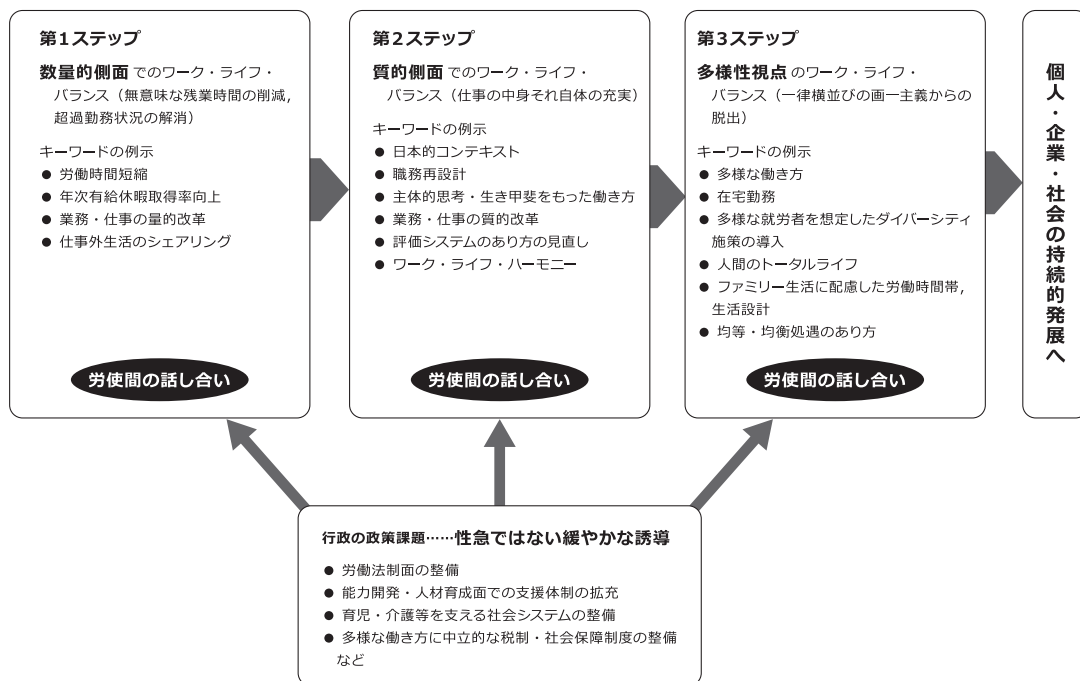 第1ステップ
数量的側面 でのワーク・ライフ・
バランス（無意味な残業時間の削減，
超過勤務状況の解消）
キーワードの例示
● 労働時間短縮
● 年次有給休暇取得率向上
● 業務・仕事の量的改革
● 仕事外生活のシェアリング
労使間の話し合い
第2ステップ
質的側面 でのワーク・ライフ・
バランス（仕事の中身それ自体の充実）
キーワードの例示
● 日本的コンテキスト
● 職務再設計
● 主体的思考・生き甲斐をもった働き方
● 業務・仕事の質的改革
● 評価システムのあり方の見直し
● ワーク・ライフ・ハーモニー
労使間の話し合い
第3ステップ
多様性視点 のワーク・ライフ・
バランス（一律横並びの画一主義からの
脱出）
キーワードの例示
● 多様な働き方
● 在宅勤務
● 多様な就労者を想定したダイバーシティ
施策の導入
● 人間のトータルライフ
● ファミリー生活に配慮した労働時間帯，
生活設計
● 均等・均衡処遇のあり方
労使間の話し合い
個人・企業・社会の持続的発展へ
行政の政策課題……性急ではない緩やかな誘導
● 労働法制面の整備
● 能力開発・人材育成面での支援体制の拡充
● 育児・介護等を支える社会システムの整備
● 多様な働き方に中立的な税制・社会保障制度の整備
など